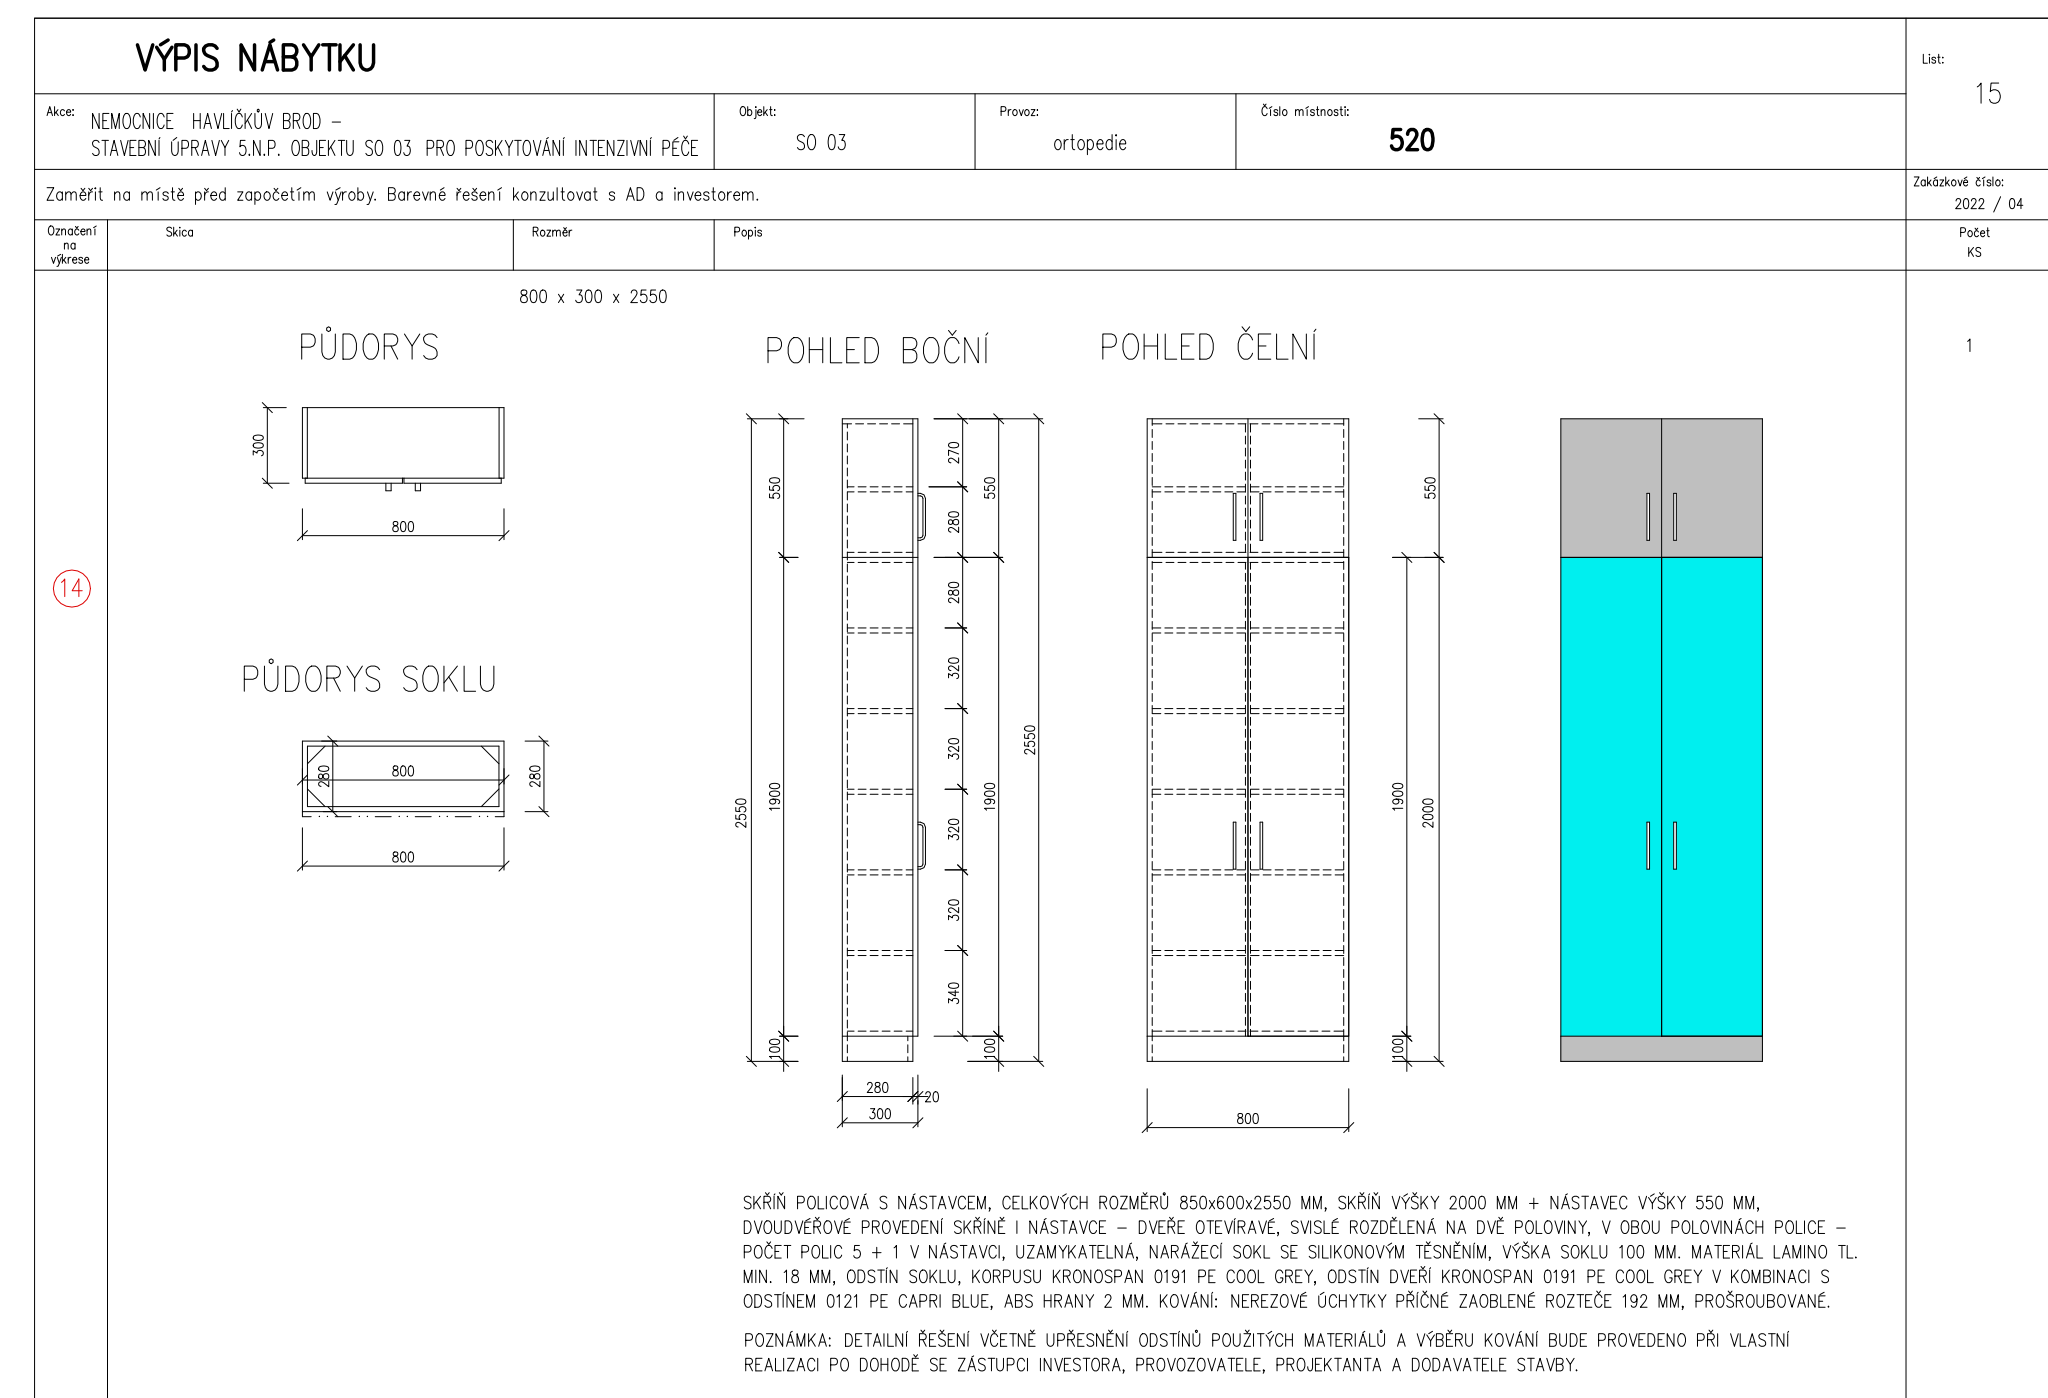 VÝPIS NÁBYTKU
List:
15
Akce: NEMOCNICE HAVLÍČKŮV BROD –
STAVEBNÍ ÚPRAVY 5.N.P. OBJEKTU SO 03 PRO POSKYTOVÁNÍ INTENZIVNÍ PÉČE
Objekt:
SO 03
Provoz:
ortopedie
Číslo místnosti:
520
Zaměřit na místě před započetím výroby. Barevné řešení konzultovat s AD a investorem.
Zakázkové číslo:
2022 / 04
Označení
na
výkrese
Skica
Rozměr
Popis
Počet
KS
800 x 300 x 2550
1
14
PŮDORYS
300
800
PŮDORYS SOKLU
280
800
280
800
POHLED BOČNÍ
2550
550
1900
100
270
280
280
320
320
320
320
340
550
1900
100
2550
280
20
300
POHLED ČELNÍ
550
1900
2000
100
800
SKŘÍŇ POLICOVÁ S NÁSTAVCEM, CELKOVÝCH ROZMĚRŮ 850x600x2550 MM, SKŘÍŇ VÝŠKY 2000 MM + NÁSTAVEC VÝŠKY 550 MM,
DVOUDVÉŘOVÉ PROVEDENÍ SKŘÍNĚ I NÁSTAVCE – DVEŘE OTEVÍRAVÉ, SVISLÉ ROZDĚLENÁ NA DVĚ POLOVINY, V OBOU POLOVINÁCH POLICE –
POČET POLIC 5 + 1 V NÁSTAVCI, UZAMYKATELNÁ, NARÁŽECÍ SOKL SE SILIKONOVÝM TĚSNĚNÍM, VÝŠKA SOKLU 100 MM. MATERIÁL LAMINO TL.
MIN. 18 MM, ODSTÍN SOKLU, KORPUSU KRONOSPAN 0191 PE COOL GREY, ODSTÍN DVEŘÍ KRONOSPAN 0191 PE COOL GREY V KOMBINACI S
ODSTÍNEM 0121 PE CAPRI BLUE, ABS HRANY 2 MM. KOVÁNÍ: NEREZOVÉ ÚCHYTKY PŘÍČNÉ ZAOBLENÉ ROZTEČE 192 MM, PROŠROUBOVANÉ.
POZNÁMKA: DETAILNÍ ŘEŠENÍ VČETNĚ UPŘESNĚNÍ ODSTÍNŮ POUŽITÝCH MATERIÁLŮ A VÝBĚRU KOVÁNÍ BUDE PROVEDENO PŘI VLASTNÍ
REALIZACI PO DOHODĚ SE ZÁSTUPCI INVESTORA, PROVOZOVATELE, PROJEKTANTA A DODAVATELE STAVBY.